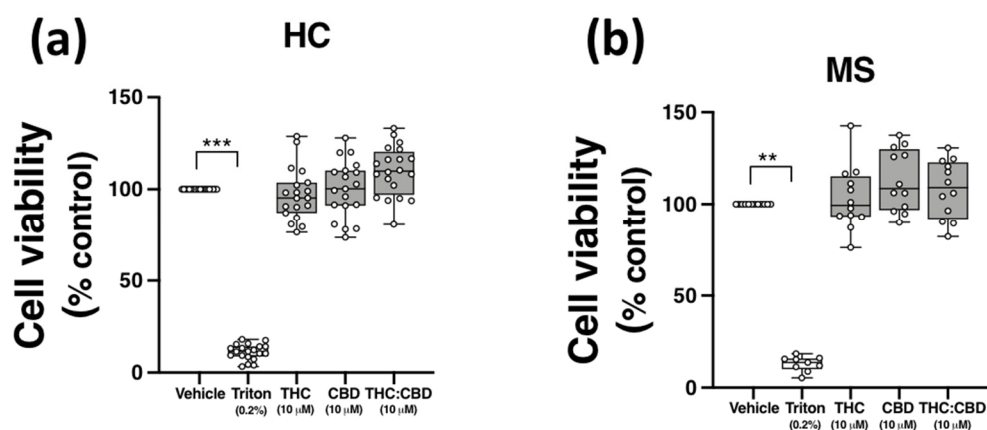 (a)
HC
Cell viability
(% control)
150
100
50
0
***
Vehicle Triton THC CBD THC:CBD
(0.2%) (10 µM) (10 µM) (10 µM)
(b)
MS
Cell viability
(% control)
150
100
50
0
**
Vehicle Triton THC CBD THC:CBD
(0.2%) (10 µM) (10 µM) (10 µM)